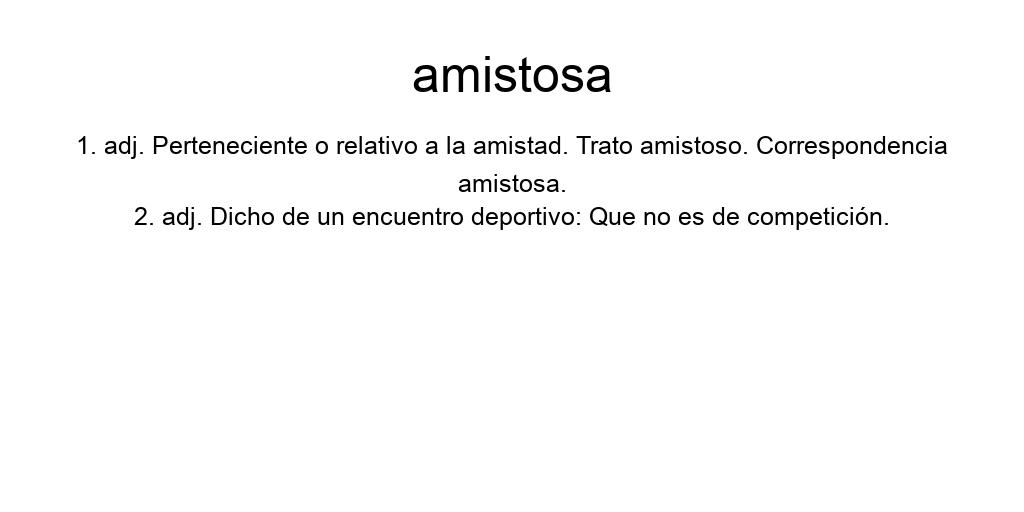 amistosa
1. adj. Perteneciente o relativo a la amistad. Trato amistoso. Correspondencia
amistosa.
2. adj. Dicho de un encuentro deportivo: Que no es de competición.